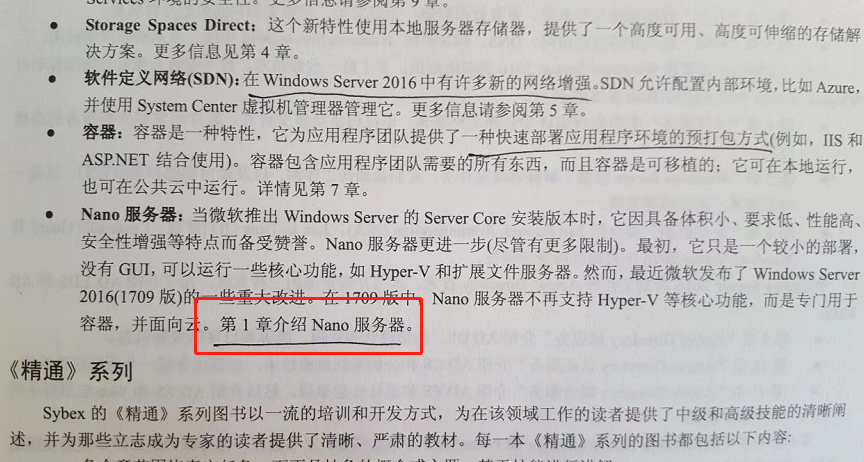 Services 环境的安全性。更多信息请参阅第 9 章。
• Storage Spaces Direct：这个新特性使用本地服务器存储器，提供了一个高度可用、高度可伸缩的存储解
决方案。更多信息见第 4 章。
• 软件定义网络(SDN)：在 Windows Server 2016 中有许多新的网络增强。SDN 允许配置内部环境，比如 Azure，
并使用 System Center 虚拟机管理器管理它。更多信息请参阅第 5 章。
• 容器：容器是一种特性，它为应用程序团队提供了一种快速部署应用程序环境的预打包方式(例如，IIS 和
ASP.NET 结合使用)。容器包含应用程序团队需要的所有东西，而且容器是可移植的；它可在本地运行，
也可在公共云中运行。详情见第 7 章。
• Nano 服务器：当微软推出 Windows Server 的 Server Core 安装版本时，它因具备体积小、要求低、性能高、
安全性增强等特点而备受赞誉。Nano 服务器更进一步(尽管有更多限制)。最初，它只是一个较小的部署，
没有 GUI，可以运行一些核心功能，如 Hyper-V 和扩展文件服务器。然而，最近微软发布了 Windows Server
2016(1709 版)的一些重大改进。在 1709 版中，Nano 服务器不再支持 Hyper-V 等核心功能，而是专门用于
容器，并面向云。第 1 章介绍 Nano 服务器。
《精通》系列
Sybex 的《精通》系列图书以一流的培训和开发方式，为在该领域工作的读者提供了中级和高级技能的清晰阐
述，并为那些立志成为专家的读者提供了清晰、严肃的教材。每一本《精通》系列的图书都包括以下内容: